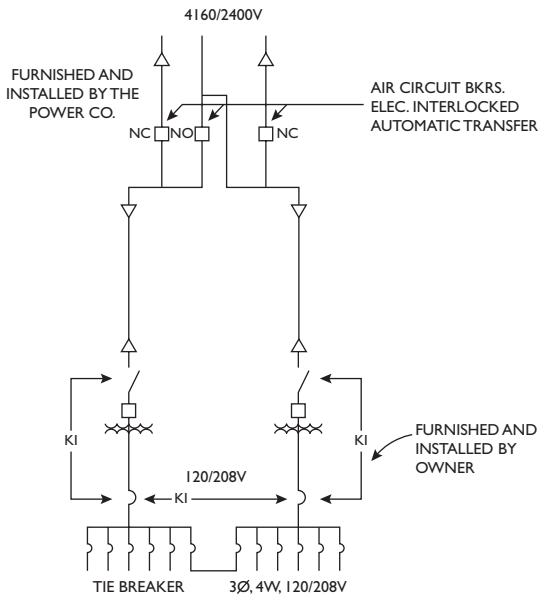 4160/2400V
FURNISHED AND
INSTALLED BY THE
POWER CO.
AIR CIRCUIT BKRS.
ELEC. INTERLOCKED
AUTOMATIC TRANSFER
NC
NO
NC
KI
KI
FURNISHED AND
INSTALLED BY
OWNER
120/208V
KI
TIE BREAKER
3Ø, 4W, 120/208V